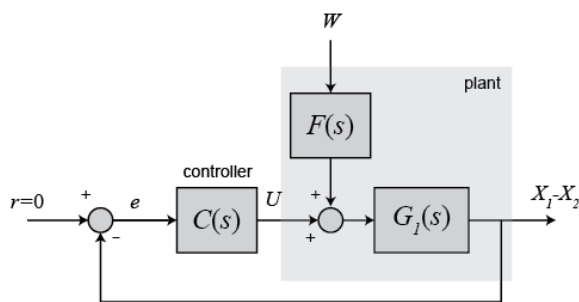 W
plant
F(s)
controller
r=0
+
-
e
C(s)
U
+
+
G₁(s)
X₁-X₂